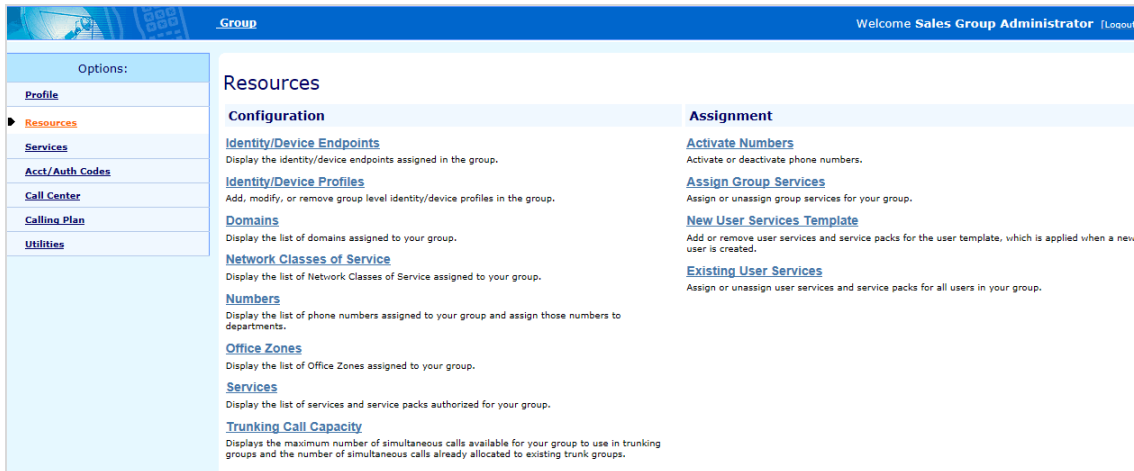 Group
Welcome Sales Group Administrator [Logout
Options:
Profile
Resources
Services
Acct/Auth Codes
Call Center
Calling Plan
Utilities
Resources
Configuration
Identity/Device Endpoints
Display the identity/device endpoints assigned in the group.
Identity/Device Profiles
Add, modify, or remove group level identity/device profiles in the group.
Domains
Display the list of domains assigned to your group.
Network Classes of Service
Display the list of Network Classes of Service assigned to your group.
Numbers
Display the list of phone numbers assigned to your group and assign those numbers to
departments.
Office Zones
Display the list of Office Zones assigned to your group.
Services
Display the list of services and service packs authorized for your group.
Trunking Call Capacity
Displays the maximum number of simultaneous calls available for your group to use in trunking
groups and the number of simultaneous calls already allocated to existing trunk groups.
Assignment
Activate Numbers
Activate or deactivate phone numbers.
Assign Group Services
Assign or unassign group services for your group.
New User Services Template
Add or remove user services and service packs for the user template, which is applied when a new
user is created.
Existing User Services
Assign or unassign user services and service packs for all users in your group.